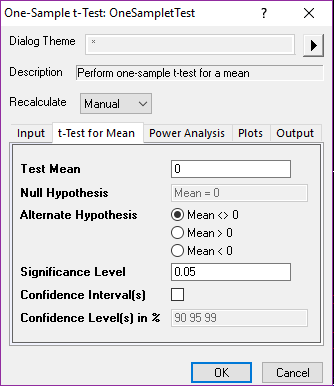 One-Sample t-Test: OneSampletTest ? ×
Dialog Theme *
Description Perform one-sample t-test for a mean
Recalculate Manual
Input t-Test for Mean Power Analysis Plots Output
Test Mean 0
Null Hypothesis Mean = 0
Alternate Hypothesis Mean <> 0
Mean > 0
Mean < 0
Significance Level 0.05
Confidence Interval(s)
Confidence Level(s) in % 90 95 99
OK Cancel